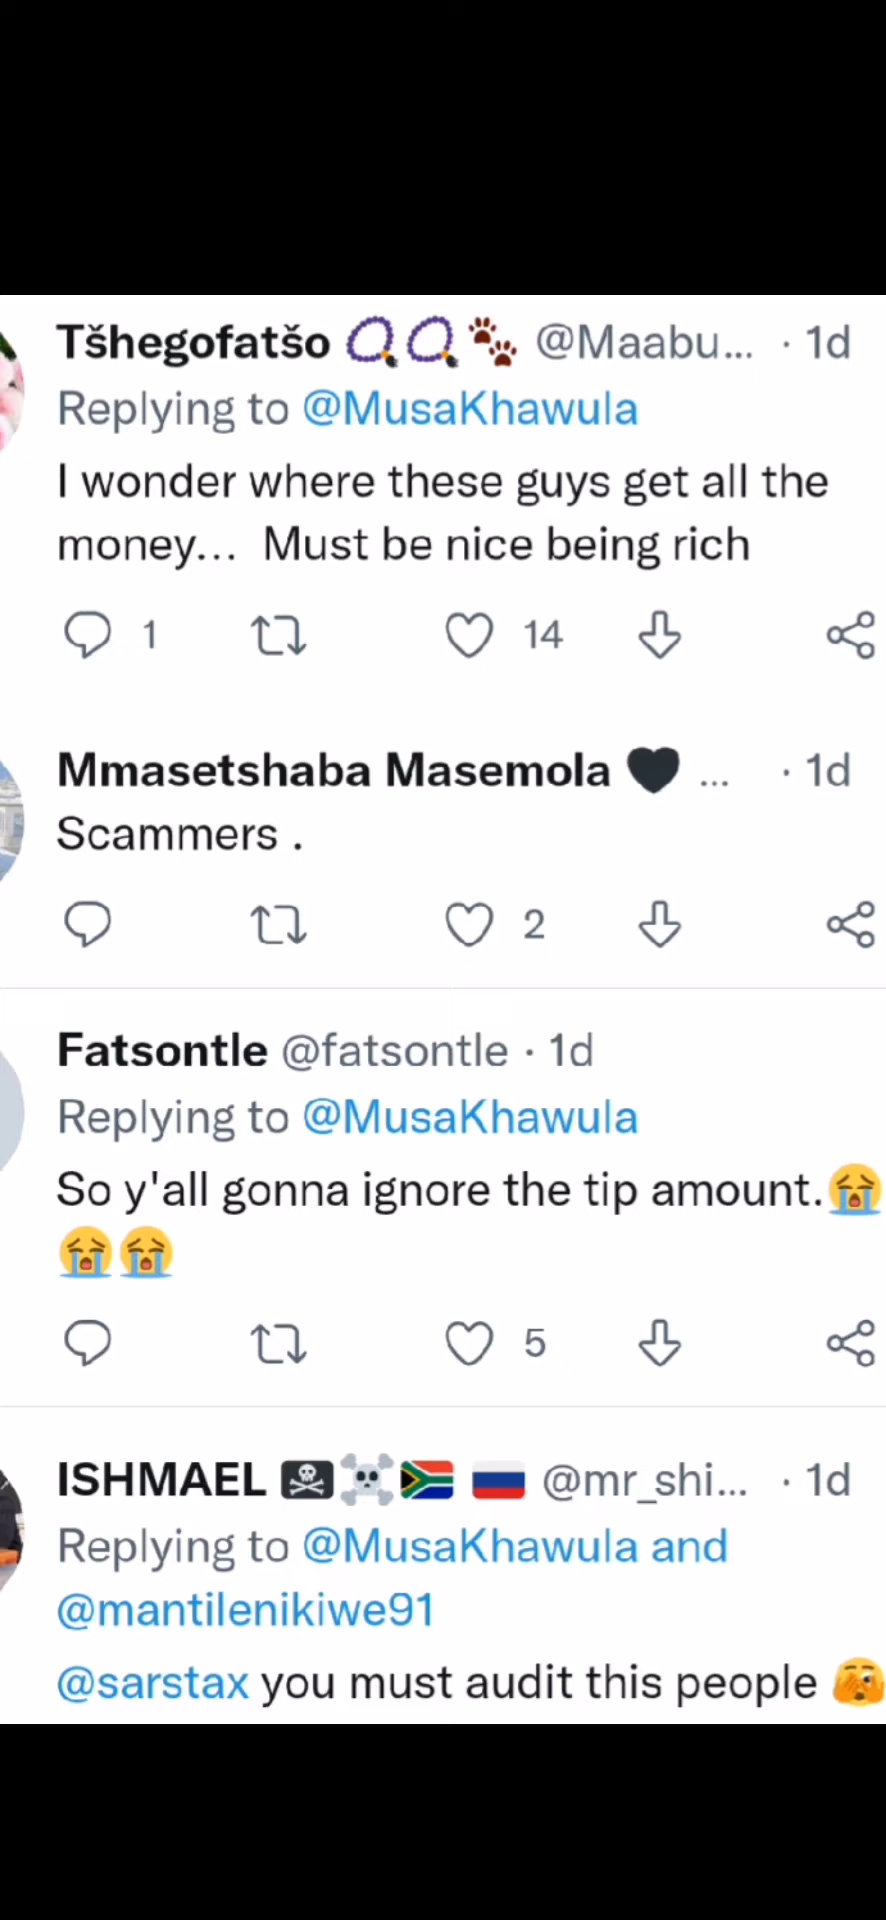 Tšhegofatšo @Maabu... · 1d
Replying to @MusaKhawula
I wonder where these guys get all the
money... Must be nice being rich
1 14
Mmasetshaba Masemola ... · 1d
Scammers .
2
Fatsontle @fatsontle · 1d
Replying to @MusaKhawula
So y'all gonna ignore the tip amount.😭
😭😭
5
ISHMAEL 🏴‍☠️☠️🇿🇦 🇷🇺 @mr_shi... · 1d
Replying to @MusaKhawula and
@mantilenikiwe91
@sarstax you must audit this people 🫣